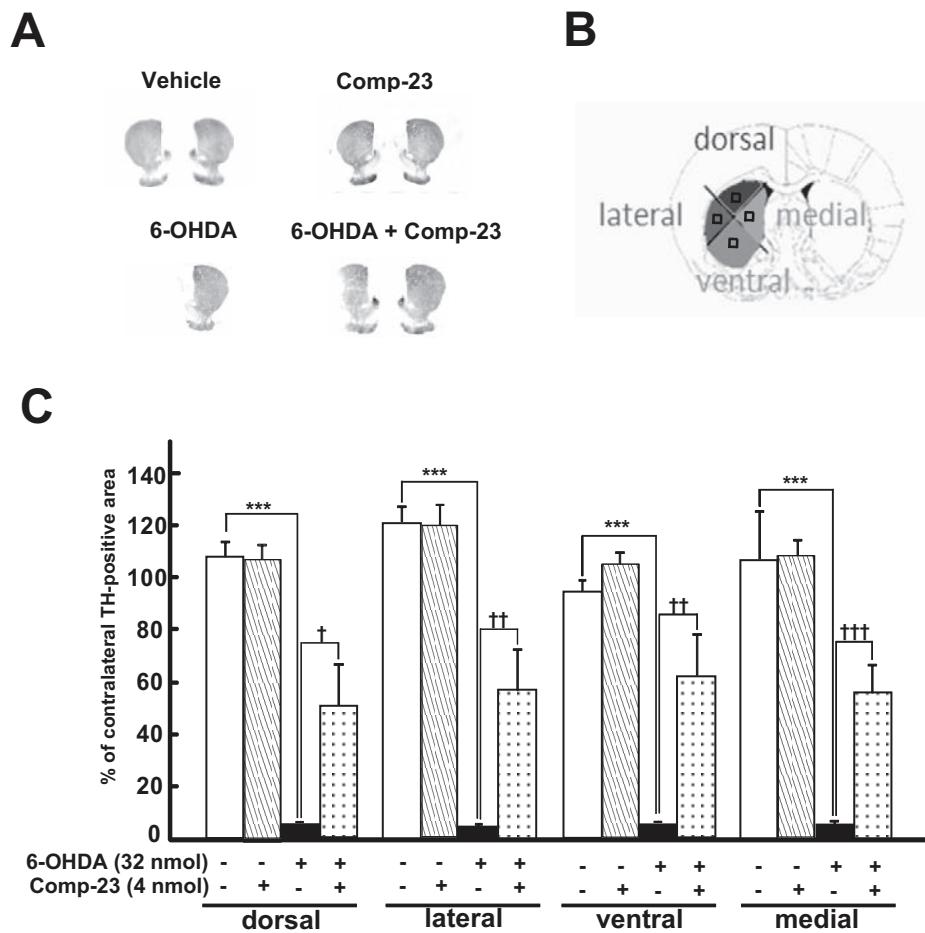 A
Vehicle
Comp-23
6-OHDA
6-OHDA + Comp-23
B
dorsal
lateral
medial
ventral
C
% of contralateral TH-positive area
140
120
100
80
60
40
20
0
***
†
***
††
***
††
***
†††
6-OHDA (32 nmol) - - + + - - + + - - + + - - + +
Comp-23 (4 nmol) - + - + - + - + - + - + - + - +
dorsal lateral ventral medial